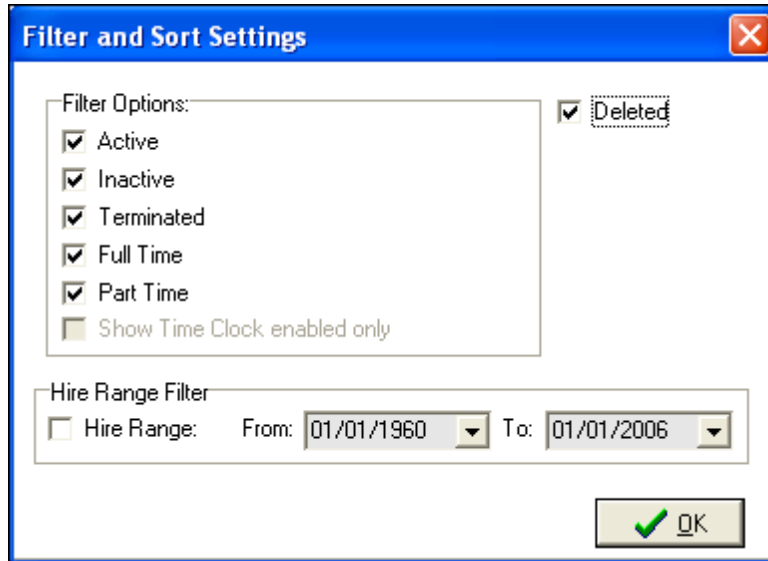 Filter and Sort Settings
Filter Options:
Deleted
Active
Inactive
Terminated
Full Time
Part Time
Show Time Clock enabled only
Hire Range Filter
Hire Range: From: 01/01/1960 To: 01/01/2006
OK